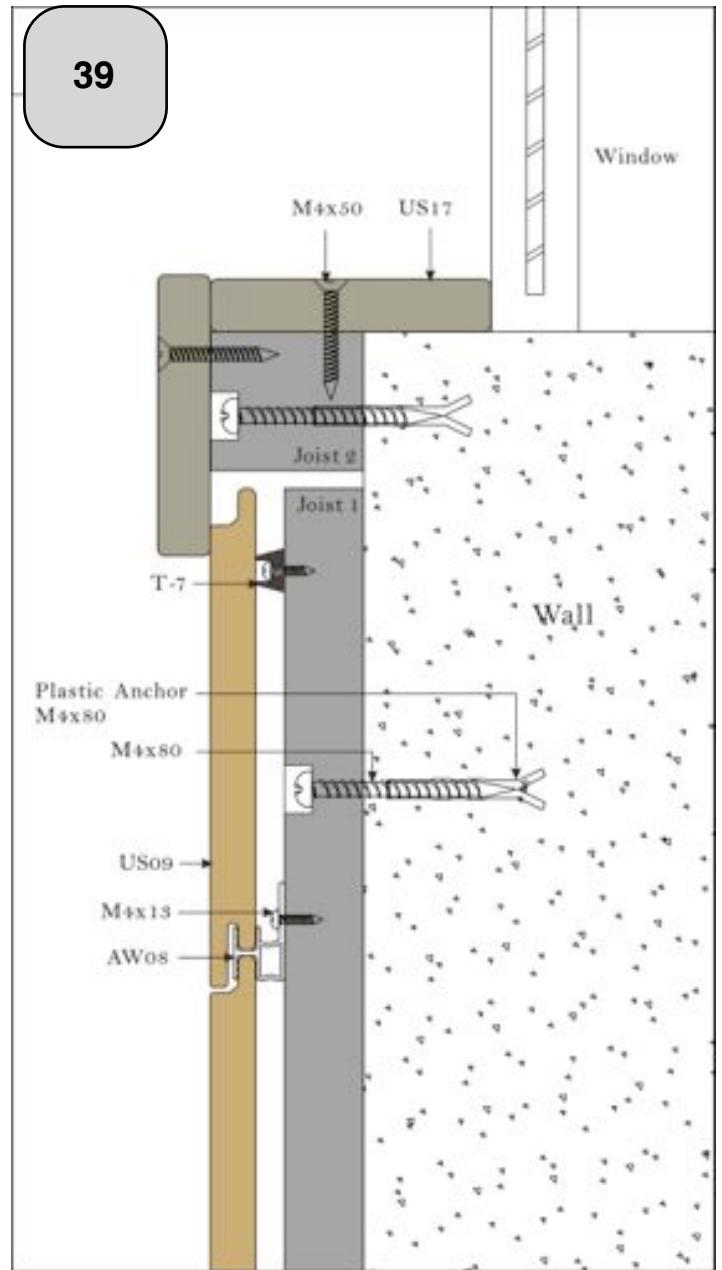 39
Window
M4x50 US17
Joist 2
Joist 1
T-7
Wall
Plastic Anchor
M4x80
M4x80
US09
M4x13
AW08